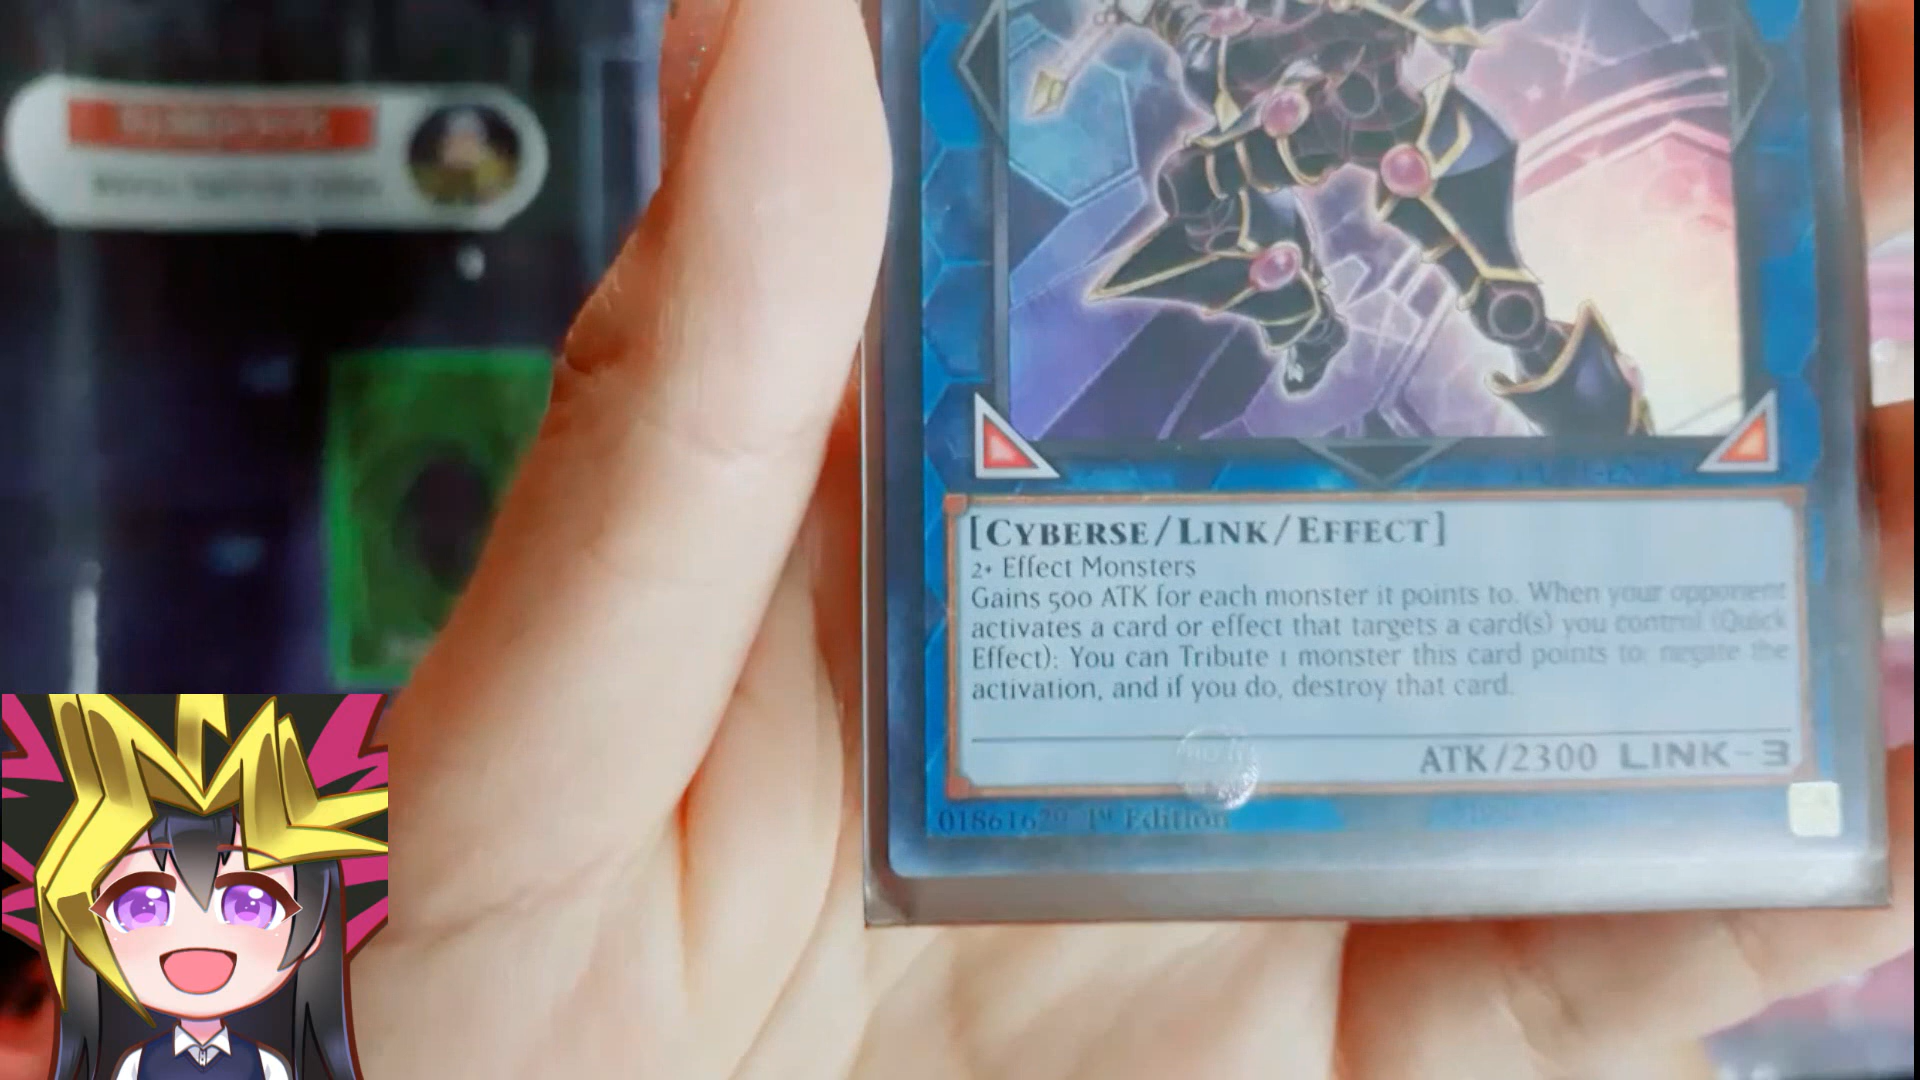 [CYBERSE/LINK/EFFECT]
2+ Effect Monsters
Gains 500 ATK for each monster it points to. When your opponent
activates a card or effect that targets a card(s) you control (Quick
Effect): You can Tribute 1 monster this card points to; negate the
activation, and if you do, destroy that card.
ATK/2300 LINK-3
01861629 1st Edition